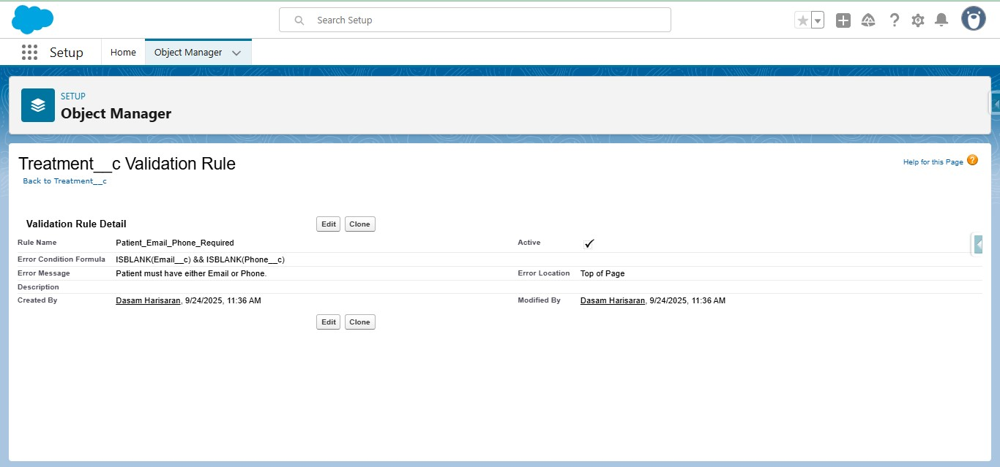 Search Setup
Setup Home Object Manager
SETUP
Object Manager
Treatment__c Validation Rule
Help for this Page ?
Back to Treatment__c
Validation Rule Detail Edit Clone
Rule Name Patient_Email_Phone_Required Active
Error Condition Formula ISBLANK(Email__c) && ISBLANK(Phone__c)
Error Message Patient must have either Email or Phone. Error Location Top of Page
Description
Created By Dasam Harisaran, 9/24/2025, 11:36 AM Modified By Dasam Harisaran, 9/24/2025, 11:36 AM
Edit Clone